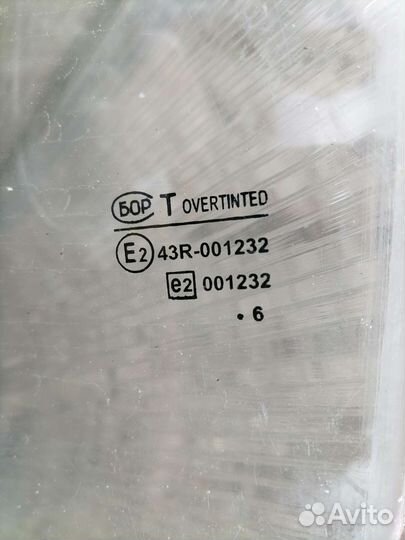 БОР T OVERTINTED
E2 43R-001232
e2 001232
. 6
Avito